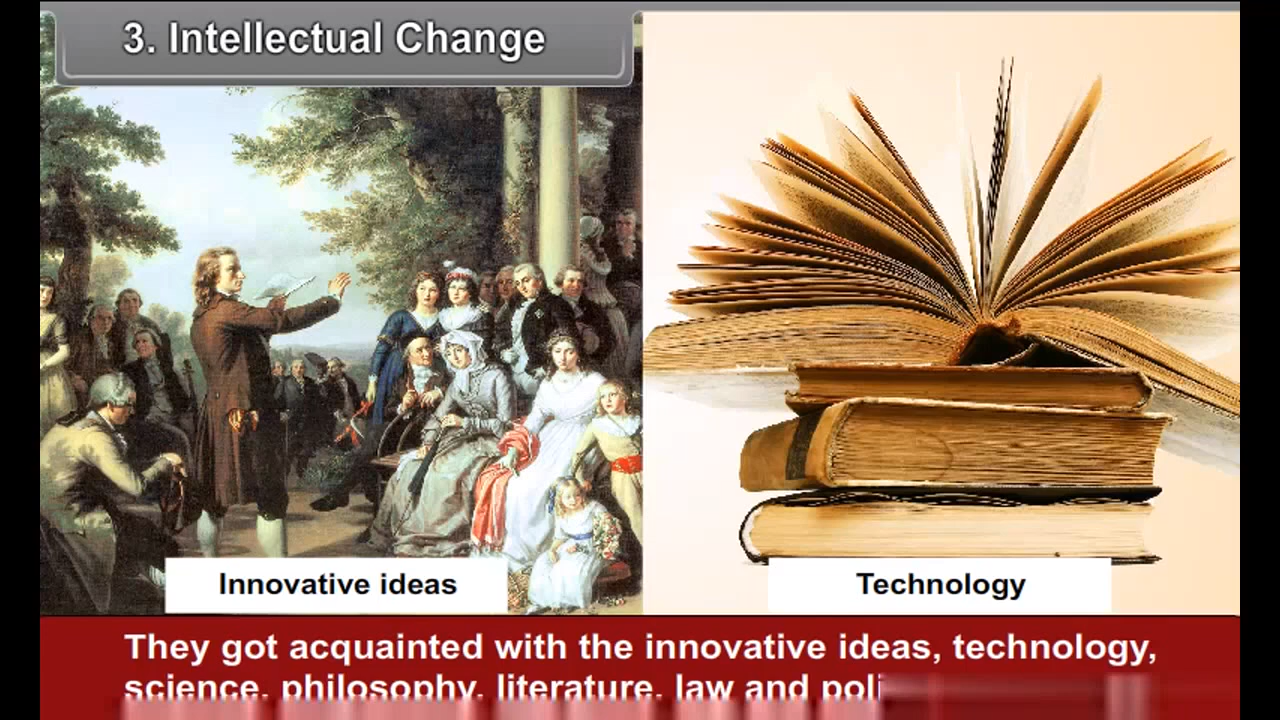 3. Intellectual Change
Innovative ideas
Technology
They got acquainted with the innovative ideas, technology,
science, philosophy, literature, law and